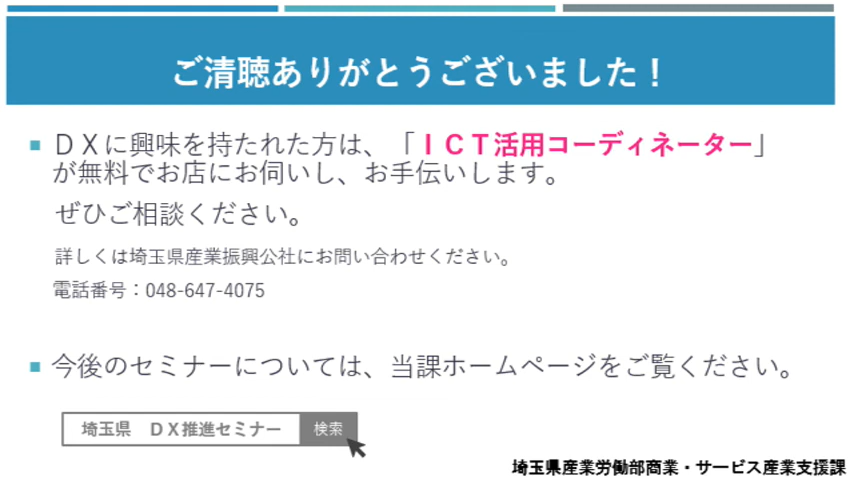 ご清聴ありがとうございました！
ＤＸに興味を持たれた方は、「ＩＣＴ活用コーディネーター」
が無料でお店にお伺いし、お手伝いします。
ぜひご相談ください。
詳しくは埼玉県産業振興公社にお問い合わせください。
電話番号：048-647-4075
今後のセミナーについては、当課ホームページをご覧ください。
埼玉県　ＤＸ推進セミナー　検索
埼玉県産業労働部商業・サービス産業支援課